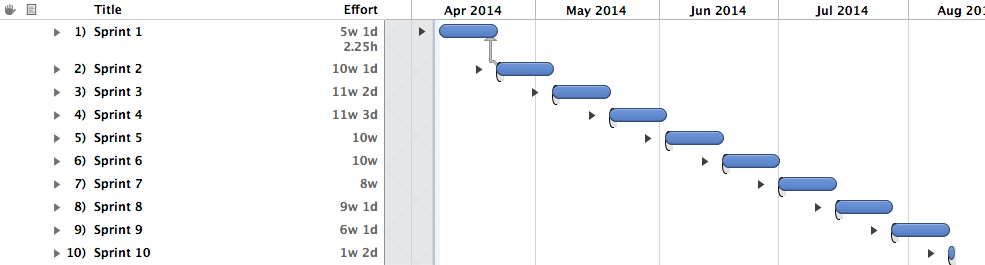 Title Effort Apr 2014 May 2014 Jun 2014 Jul 2014 Aug 201
1) Sprint 1 5w 1d
2.25h
2) Sprint 2 10w 1d
3) Sprint 3 11w 2d
4) Sprint 4 11w 3d
5) Sprint 5 10w
6) Sprint 6 10w
7) Sprint 7 8w
8) Sprint 8 9w 1d
9) Sprint 9 6w 1d
10) Sprint 10 1w 2d